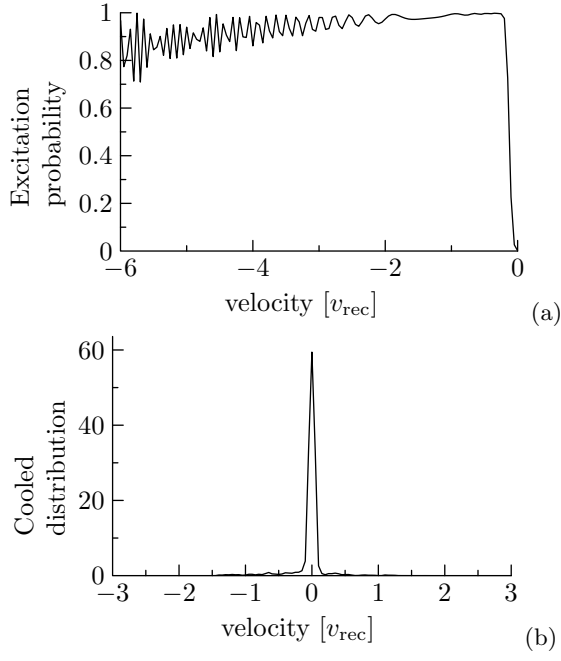 1
0.8
0.6
0.4
0.2
0
Excitation
probability
−6
−4
−2
0
velocity [v_rec]
(a)
60
40
20
0
Cooled
distribution
−3
−2
−1
0
1
2
3
velocity [v_rec]
(b)